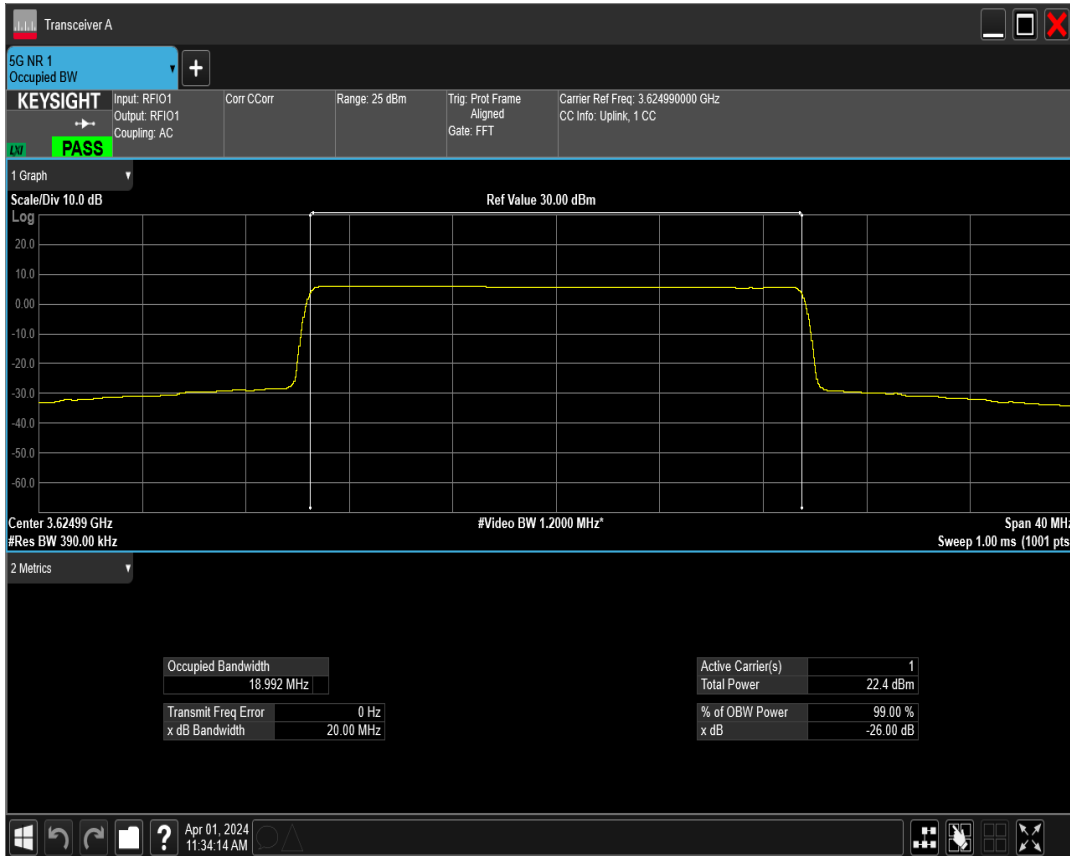 Transceiver A
5G NR 1
Occupied BW
+
KEYSIGHT
LXI
PASS
Input: RFIO1
Output: RFIO1
Coupling: AC
Corr CCorr
Range: 25 dBm
Trig: Prot Frame
Aligned
Gate: FFT
Carrier Ref Freq: 3.624990000 GHz
CC Info: Uplink, 1 CC
1 Graph
Scale/Div 10.0 dB
Ref Value 30.00 dBm
Log
20.0
10.0
0.00
-10.0
-20.0
-30.0
-40.0
-50.0
-60.0
Center 3.62499 GHz
#Video BW 1.2000 MHz*
Span 40 MHz
#Res BW 390.00 kHz
Sweep 1.00 ms (1001 pts
2 Metrics
Occupied Bandwidth
18.992 MHz
Transmit Freq Error 0 Hz
x dB Bandwidth 20.00 MHz
Active Carrier(s) 1
Total Power 22.4 dBm
% of OBW Power 99.00 %
x dB -26.00 dB
?
Apr 01, 2024
11:34:14 AM